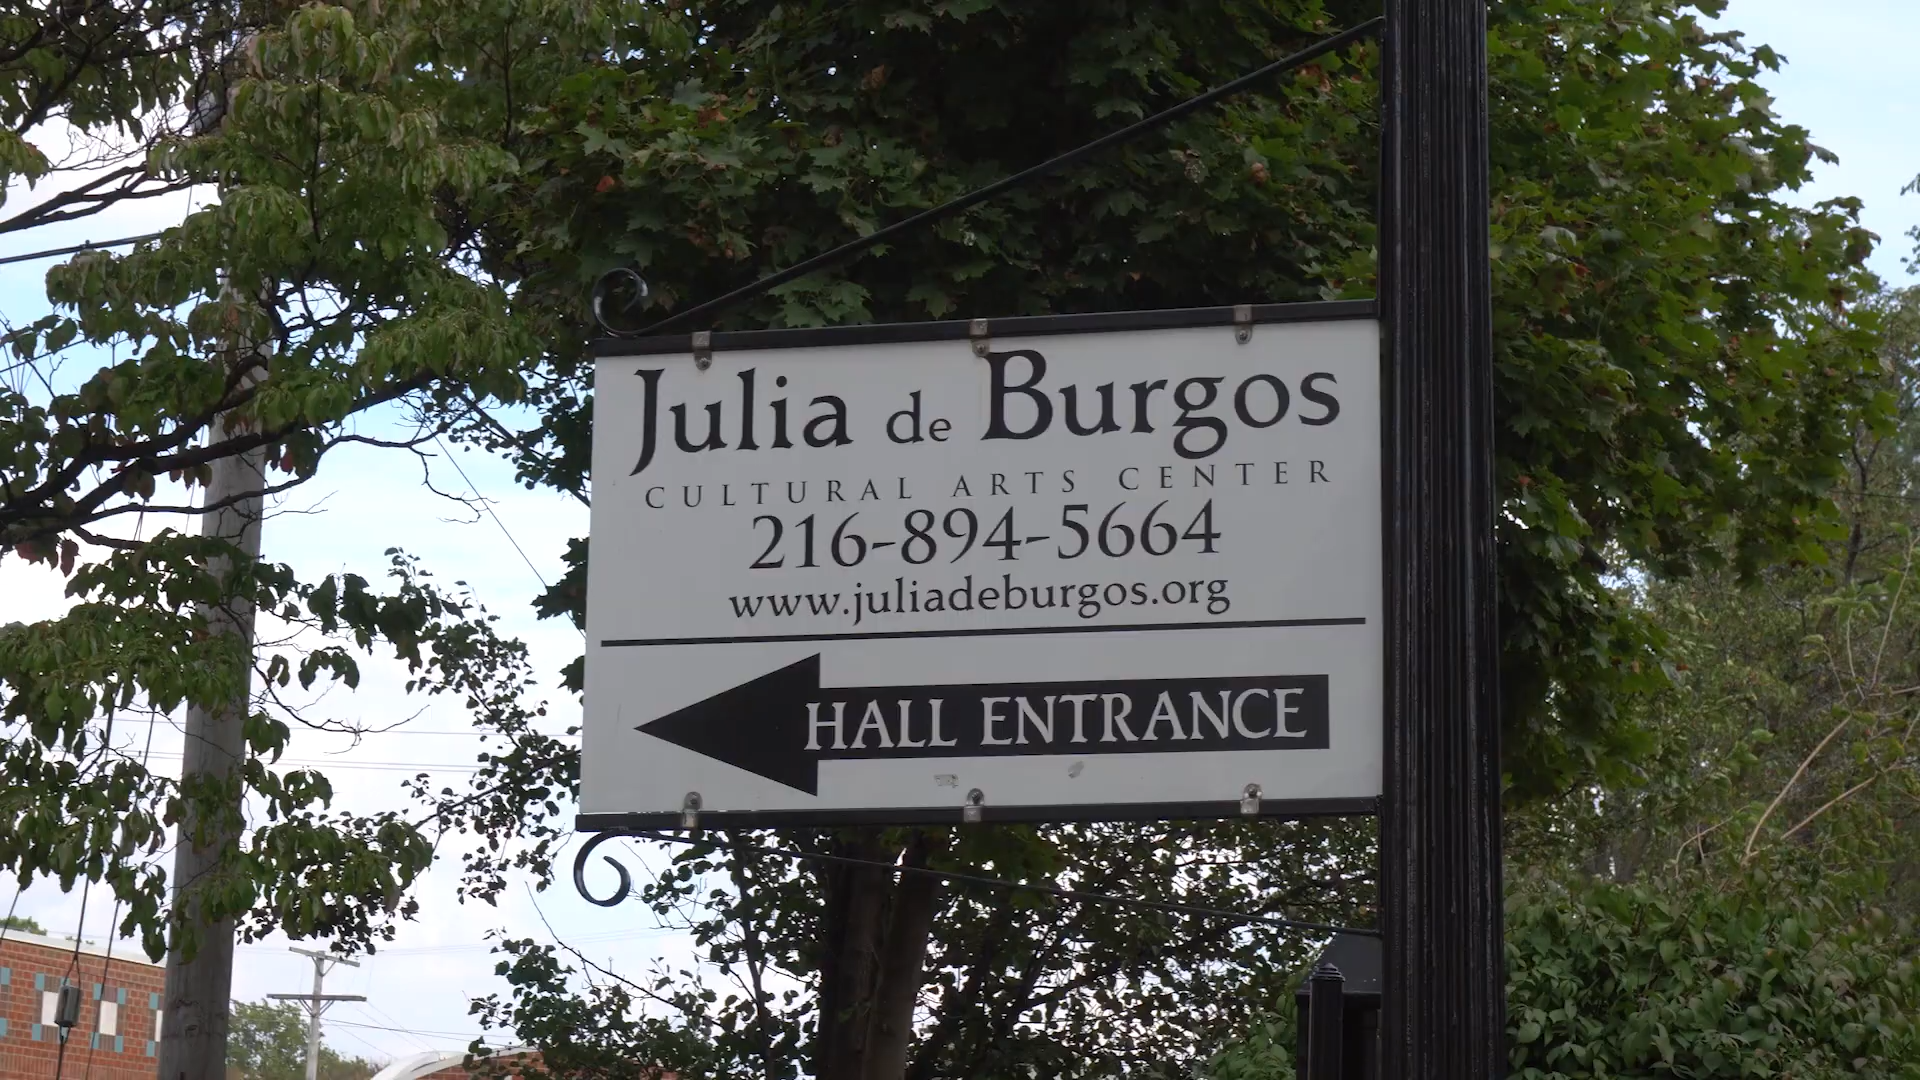 Julia de Burgos
CULTURAL ARTS CENTER
216-894-5664
www.juliadeburgos.org
HALL ENTRANCE